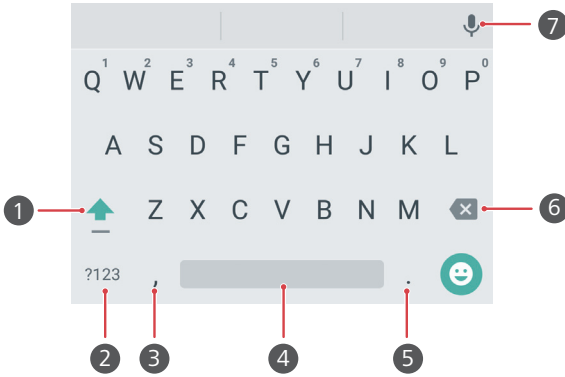 7
1 2 3 4 5 6 7 8 9 0
Q W E R T Y U I O P
A S D F G H J K L
1 Z X C V B N M 6
?123 , .
2 3 4 5